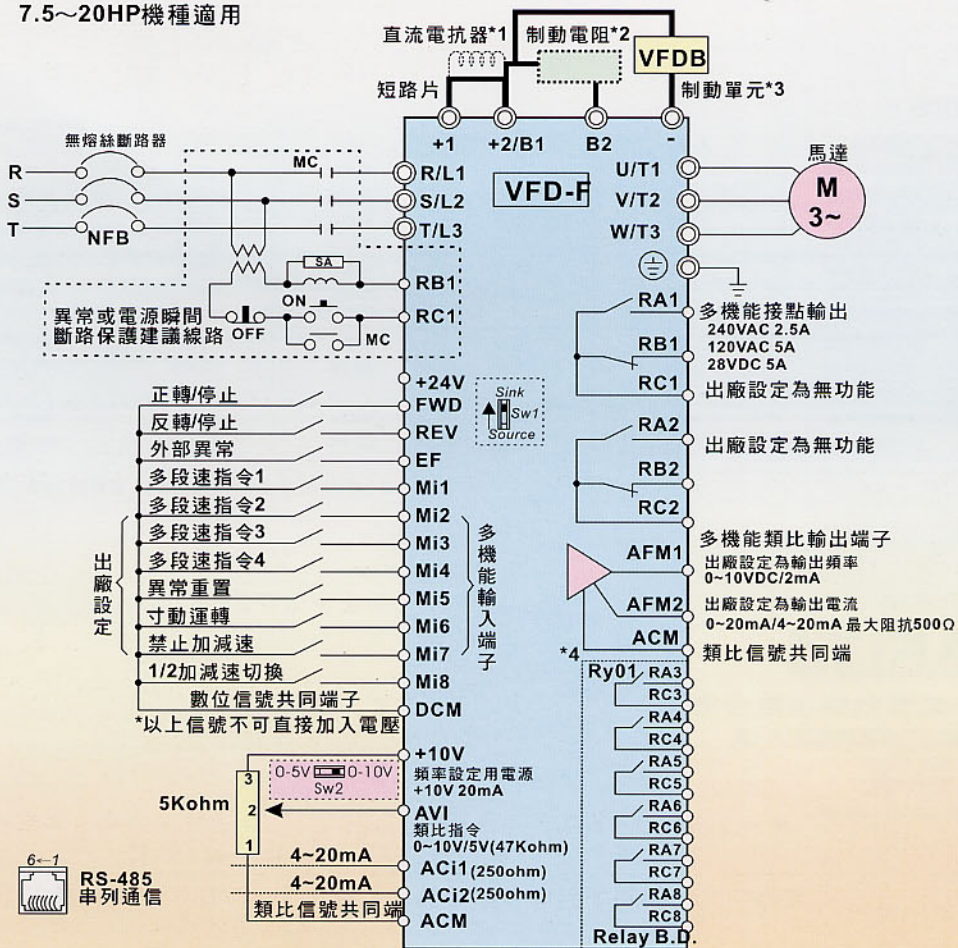 7.5～20HP機種適用
直流電抗器*1
制動電阻*2
VFDB
短路片
制動單元*3
+1
+2/B1
B2
-
無熔絲斷路器
R
S
T
NFB
MC
R/L1
S/L2
T/L3
VFD-F
U/T1
V/T2
W/T3
馬達
M
3~
SA
RB1
ON
RC1
OFF
MC
異常或電源瞬間
斷路保護建議線路
RA1
RB1
RC1
多機能接點輸出
240VAC 2.5A
120VAC 5A
28VDC 5A
出廠設定為無功能
+24V
正轉/停止
FWD
反轉/停止
REV
外部異常
EF
多段速指令1
Mi1
多段速指令2
Mi2
多段速指令3
Mi3
多段速指令4
Mi4
異常重置
Mi5
寸動運轉
Mi6
禁止加減速
Mi7
1/2加減速切換
Mi8
數位信號共同端子
DCM
*以上信號不可直接加入電壓
出廠設定
多機能輸入端子
Sink
Sw1
Source
RA2
RB2
RC2
出廠設定為無功能
AFM1
多機能類比輸出端子
出廠設定為輸出頻率
0~10VDC/2mA
AFM2
出廠設定為輸出電流
0~20mA/4~20mA 最大阻抗500Ω
ACM
類比信號共同端
*4
Ry01
RA3
RC3
RA4
RC4
RA5
RC5
RA6
RC6
RA7
RC7
RA8
RC8
Relay B.D.
+10V
頻率設定用電源
+10V 20mA
0-5V
0-10V
Sw2
3
2
1
5Kohm
AVI
類比指令
0~10V/5V(47Kohm)
4~20mA
ACi1(250ohm)
4~20mA
ACi2(250ohm)
類比信號共同端
ACM
6←1
RS-485
串列通信